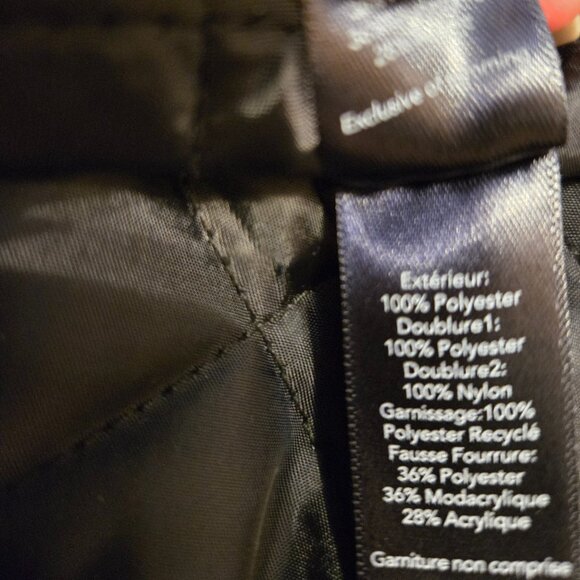 Exclusive of
Extérieur:
100% Polyester
Doublure1:
100% Polyester
Doublure2:
100% Nylon
Garnissage:100%
Polyester Recyclé
Fausse Fourrure:
36% Polyester
36% Modacrylique
28% Acrylique
Garniture non comprise